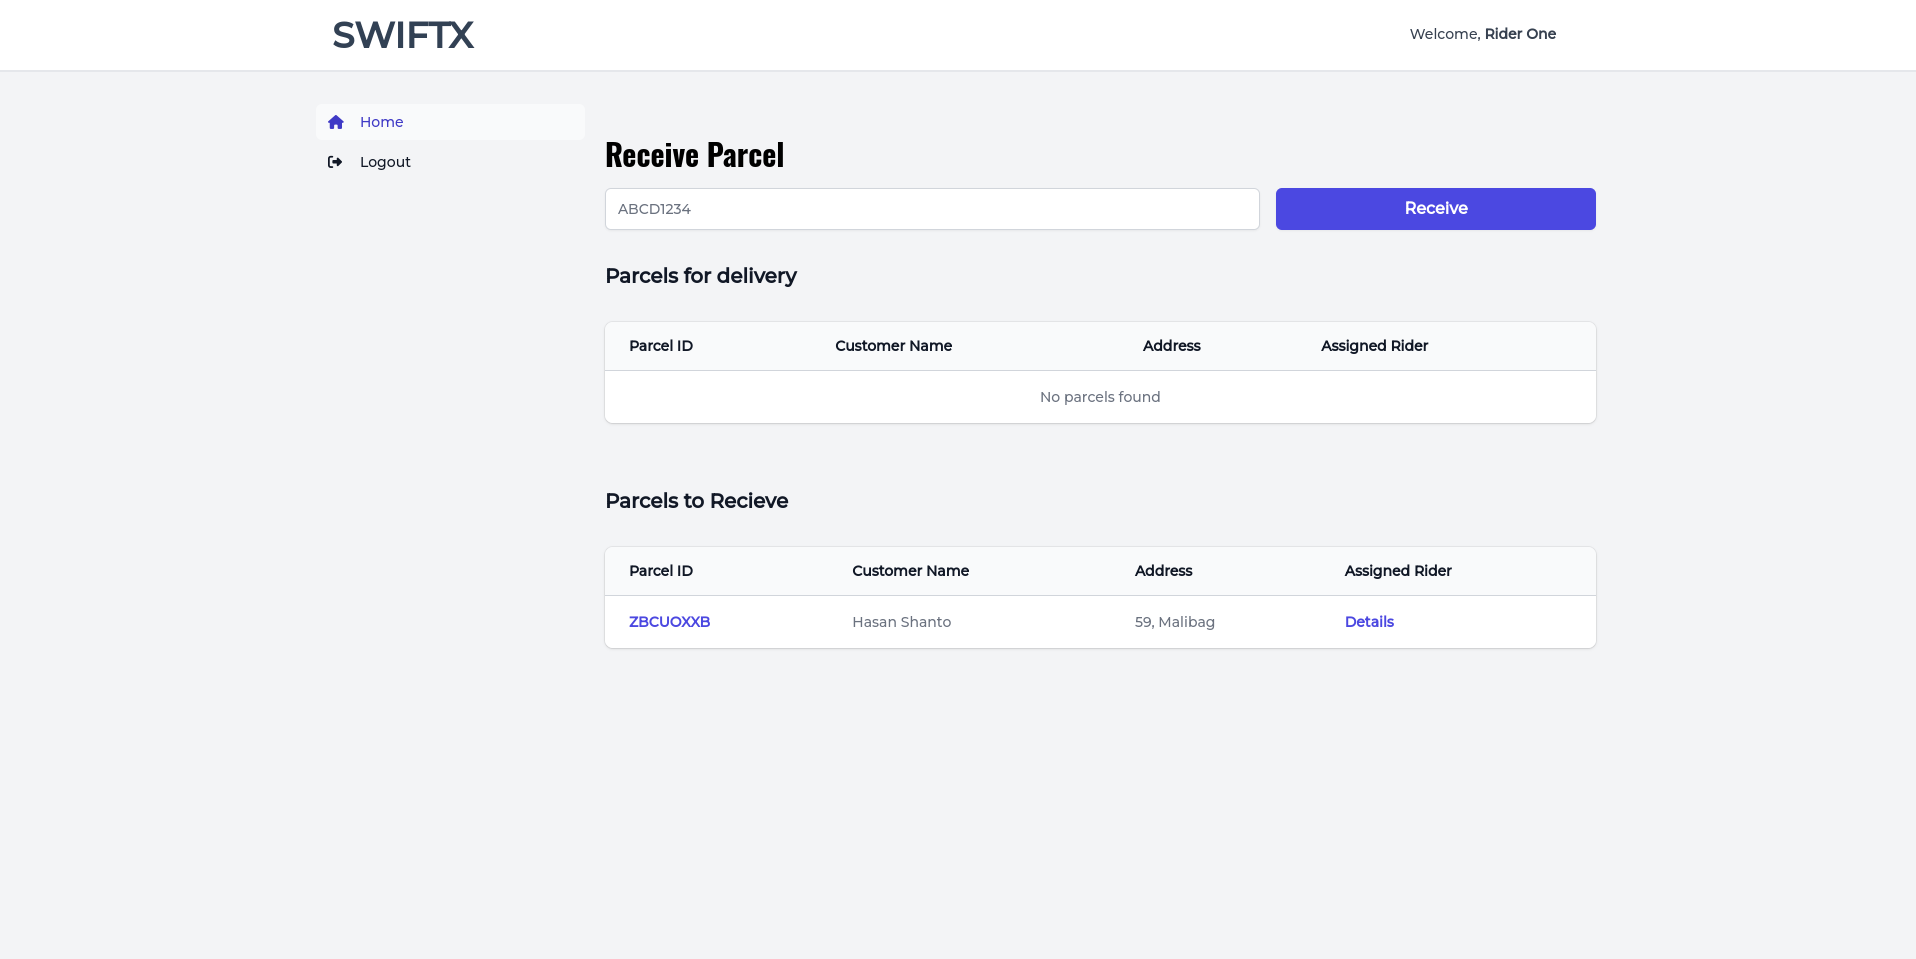 SWIFTX
Welcome, Rider One
Home
Logout
Receive Parcel
ABCD1234
Receive
Parcels for delivery
Parcel ID Customer Name Address Assigned Rider
No parcels found
Parcels to Recieve
Parcel ID Customer Name Address Assigned Rider
ZBCUOXXB Hasan Shanto 59, Malibag Details